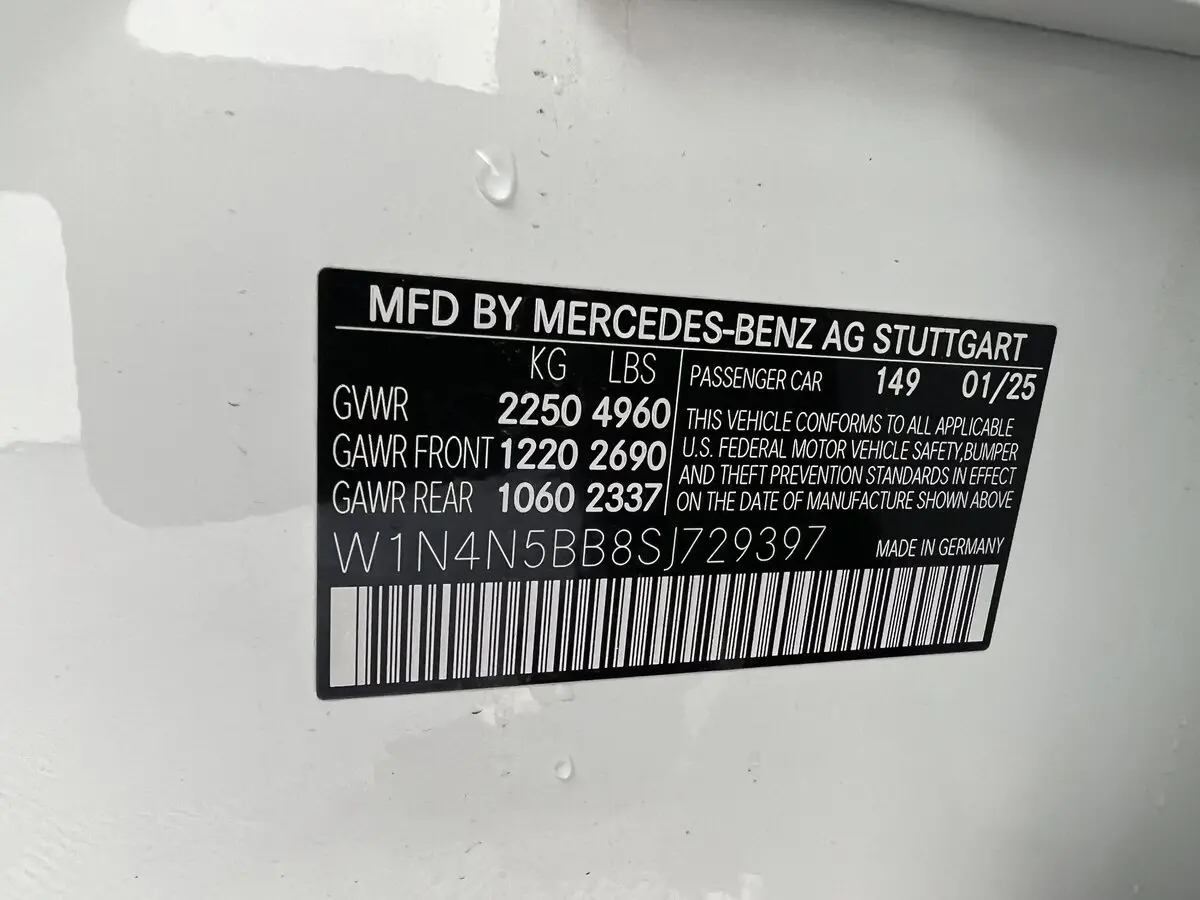 MFD BY MERCEDES-BENZ AG STUTTGART
KG LBS
GVWR 2250 4960
GAWR FRONT 1220 2690
GAWR REAR 1060 2337
PASSENGER CAR 149 01/25
THIS VEHICLE CONFORMS TO ALL APPLICABLE
U.S. FEDERAL MOTOR VEHICLE SAFETY,BUMPER
AND THEFT PREVENTION STANDARDS IN EFFECT
ON THE DATE OF MANUFACTURE SHOWN ABOVE
W1N4N5BB8SJ729397
MADE IN GERMANY